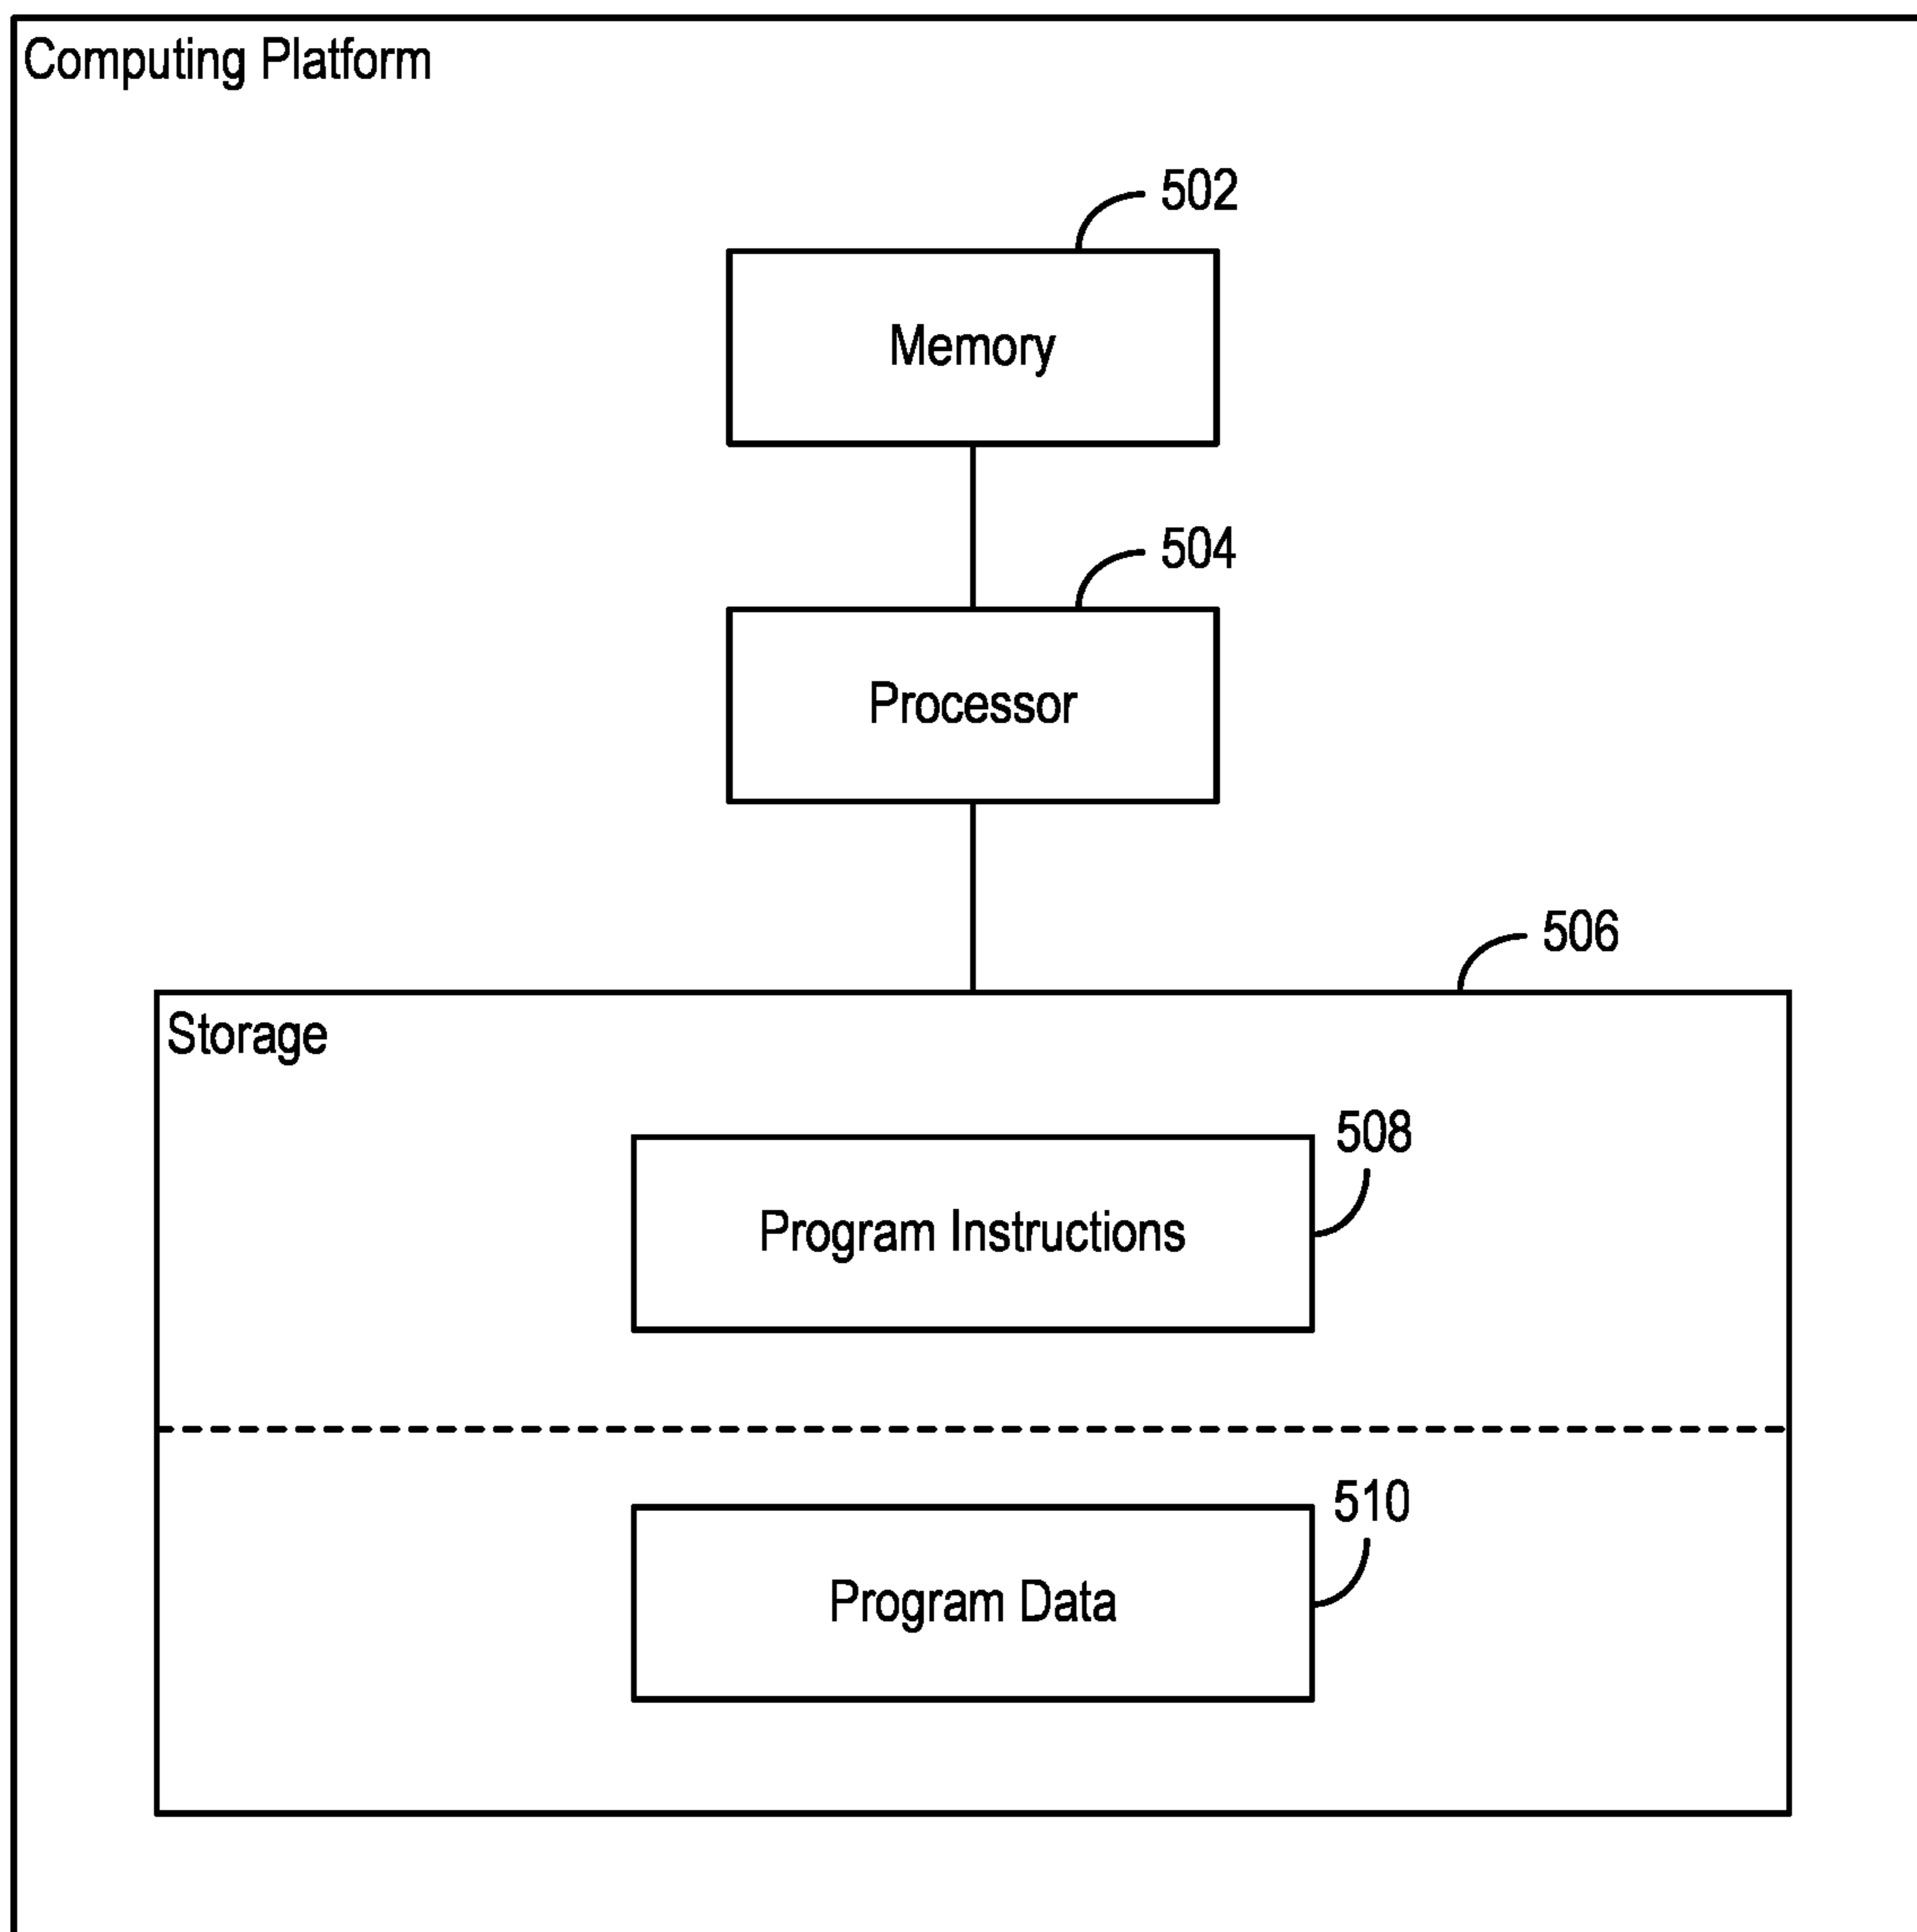 Computing Platform
502
Memory
504
Processor
506
Storage
508
Program Instructions
510
Program Data